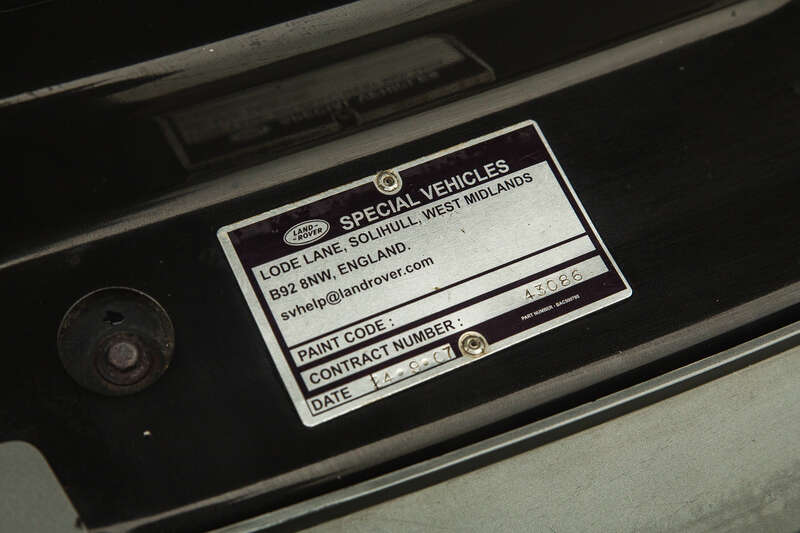 LAND
ROVER
SPECIAL VEHICLES
LODE LANE, SOLIHULL, WEST MIDLANDS
B92 8NW, ENGLAND.
svhelp@landrover.com
PAINT CODE :
CONTRACT NUMBER : 43086
DATE 14·8·07